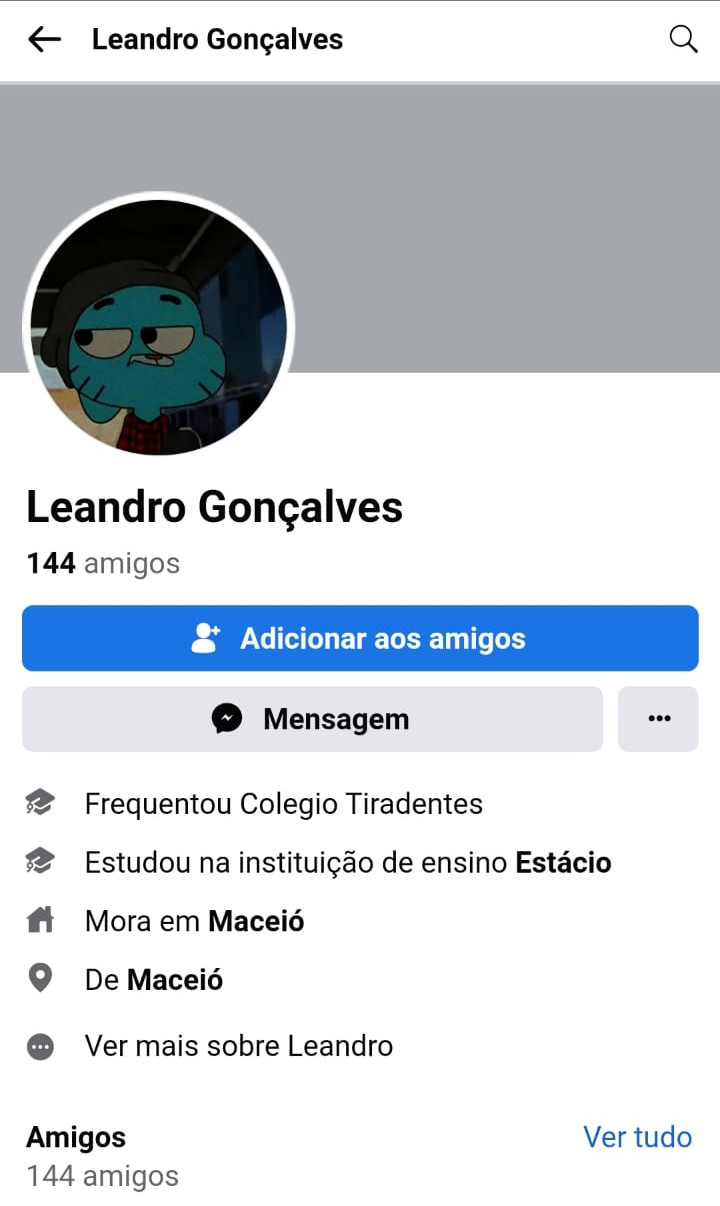 Leandro Gonçalves
Leandro Gonçalves
144 amigos
Adicionar aos amigos
Mensagem
Frequentou Colegio Tiradentes
Estudou na instituição de ensino Estácio
Mora em Maceió
De Maceió
Ver mais sobre Leandro
Amigos
Ver tudo
144 amigos